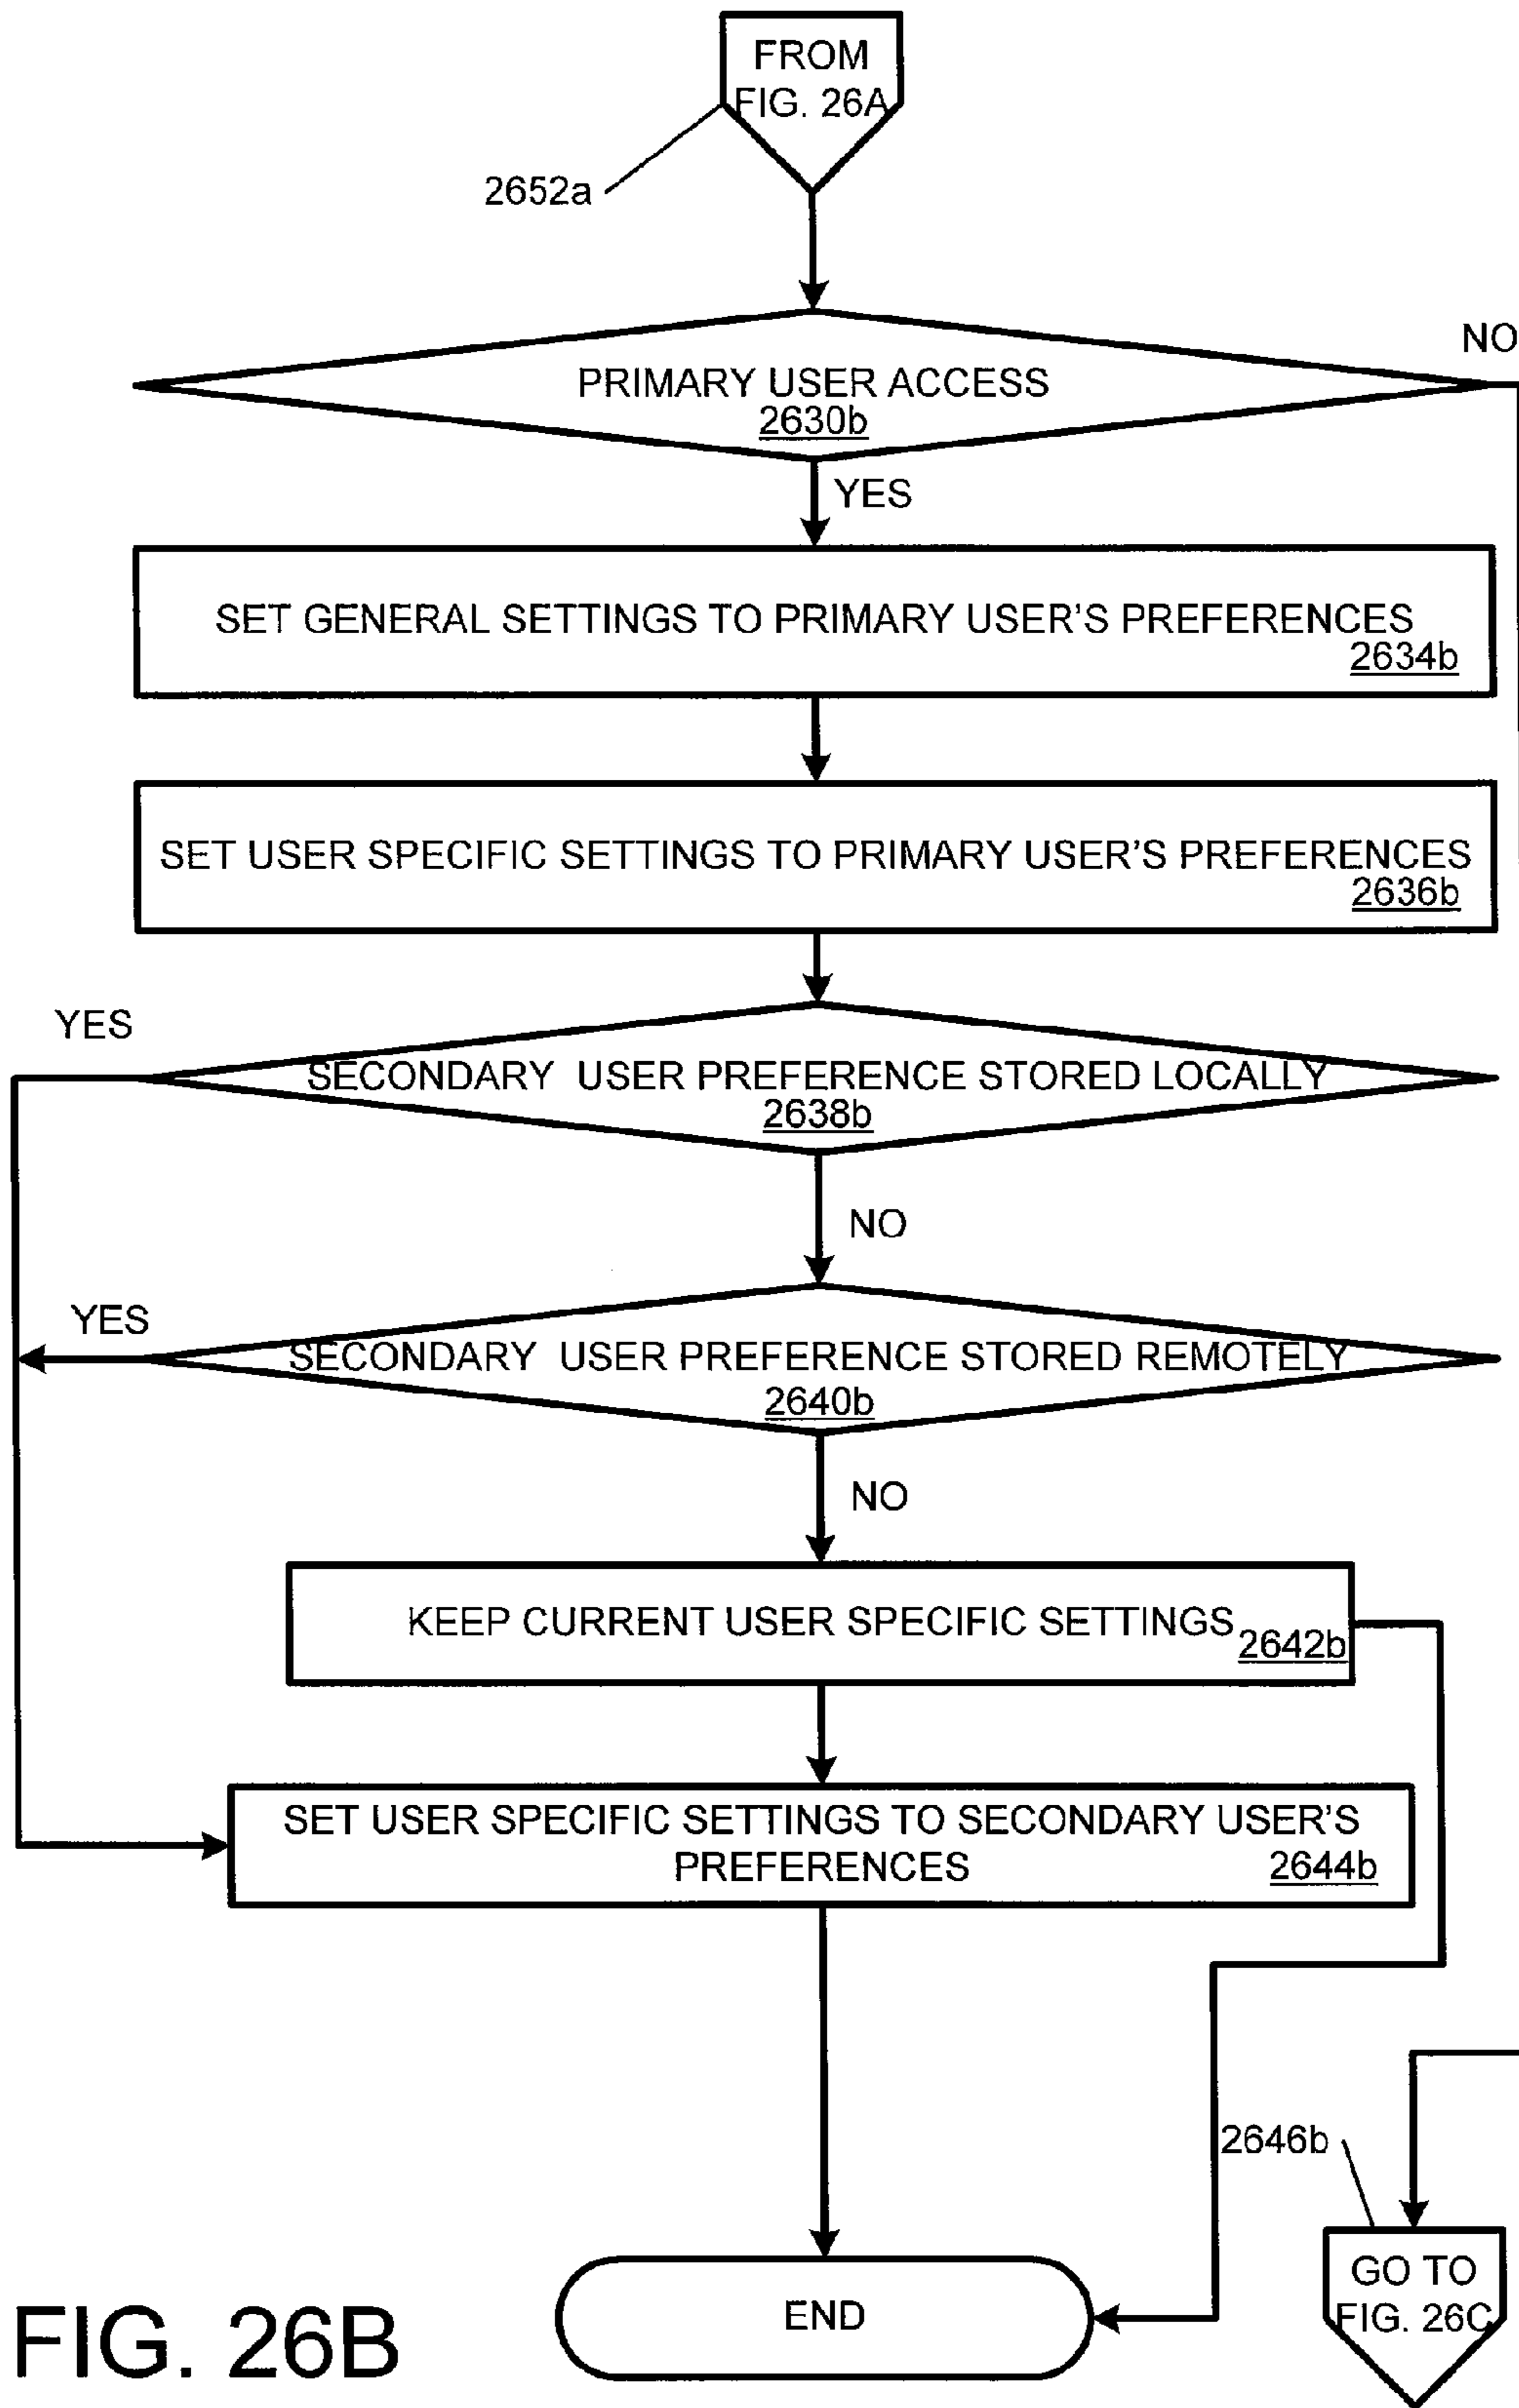 FROM
FIG. 26A
2652a
NO
PRIMARY USER ACCESS
2630b
YES
SET GENERAL SETTINGS TO PRIMARY USER'S PREFERENCES
2634b
SET USER SPECIFIC SETTINGS TO PRIMARY USER'S PREFERENCES
2636b
YES
SECONDARY USER PREFERENCE STORED LOCALLY
2638b
NO
YES
SECONDARY USER PREFERENCE STORED REMOTELY
2640b
NO
KEEP CURRENT USER SPECIFIC SETTINGS
2642b
SET USER SPECIFIC SETTINGS TO SECONDARY USER'S
PREFERENCES
2644b
2646b
GO TO
FIG. 26C
END
FIG. 26B